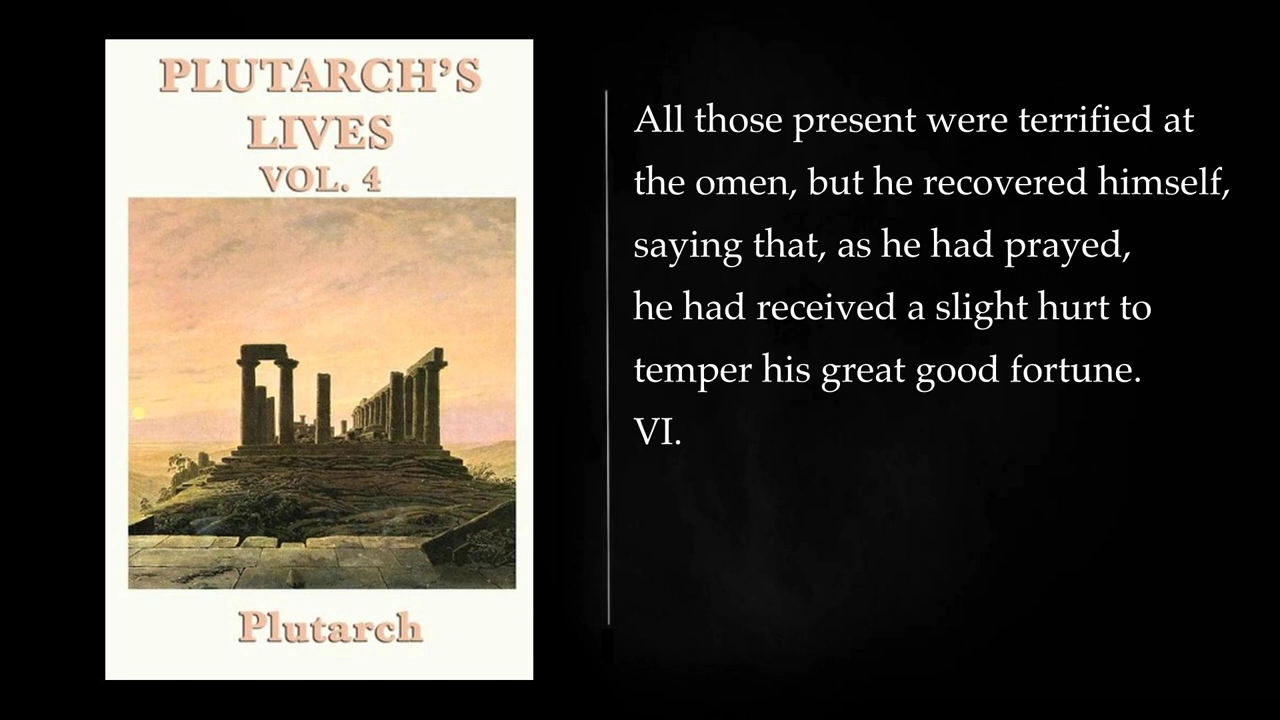 PLUTARCH'S
LIVES
VOL. 4
Plutarch
All those present were terrified at
the omen, but he recovered himself,
saying that, as he had prayed,
he had received a slight hurt to
temper his great good fortune.
VI.